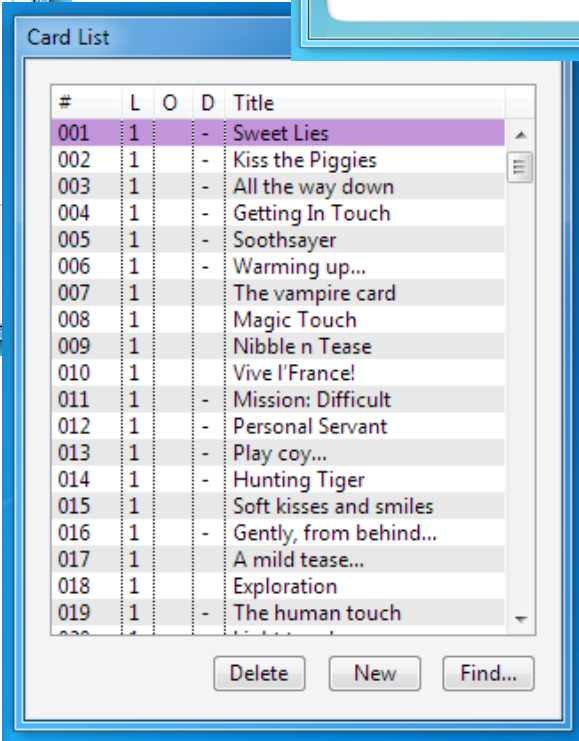 Card List
# L O D Title
001 1 - Sweet Lies
002 1 - Kiss the Piggies
003 1 - All the way down
004 1 - Getting In Touch
005 1 - Soothsayer
006 1 - Warming up...
007 1 The vampire card
008 1 Magic Touch
009 1 Nibble n Tease
010 1 Vive l'France!
011 1 - Mission: Difficult
012 1 - Personal Servant
013 1 - Play coy...
014 1 - Hunting Tiger
015 1 Soft kisses and smiles
016 1 - Gently, from behind...
017 1 A mild tease...
018 1 Exploration
019 1 - The human touch
Delete New Find...